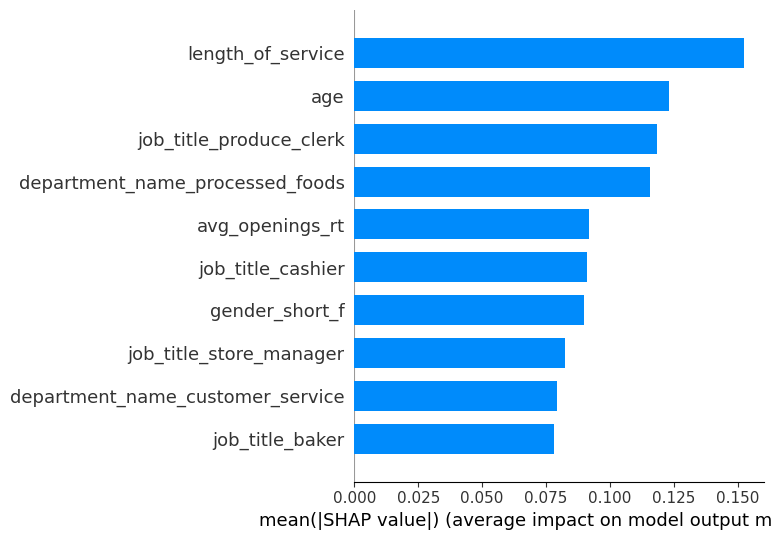 length_of_service
age
job_title_produce_clerk
department_name_processed_foods
avg_openings_rt
job_title_cashier
gender_short_f
job_title_store_manager
department_name_customer_service
job_title_baker
0.000 0.025 0.050 0.075 0.100 0.125 0.150
mean(|SHAP value|) (average impact on model output m